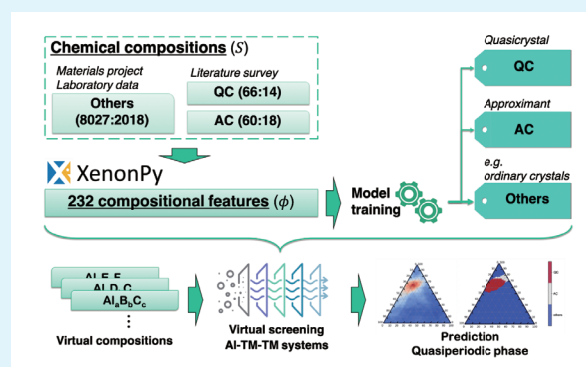 Chemical compositions (S)
Materials project
Laboratory data
Others
(8027:2018)
Literature survey
QC (66:14)
AC (60:18)
XenonPy
232 compositional features (ϕ)
Model
training
Quasicrystal
QC
Approximant
AC
e.g.
ordinary crystals
Others
AlₐB_bC_c
Virtual compositions
Virtual screening
Al-TM-TM systems
Prediction
Quasiperiodic phase